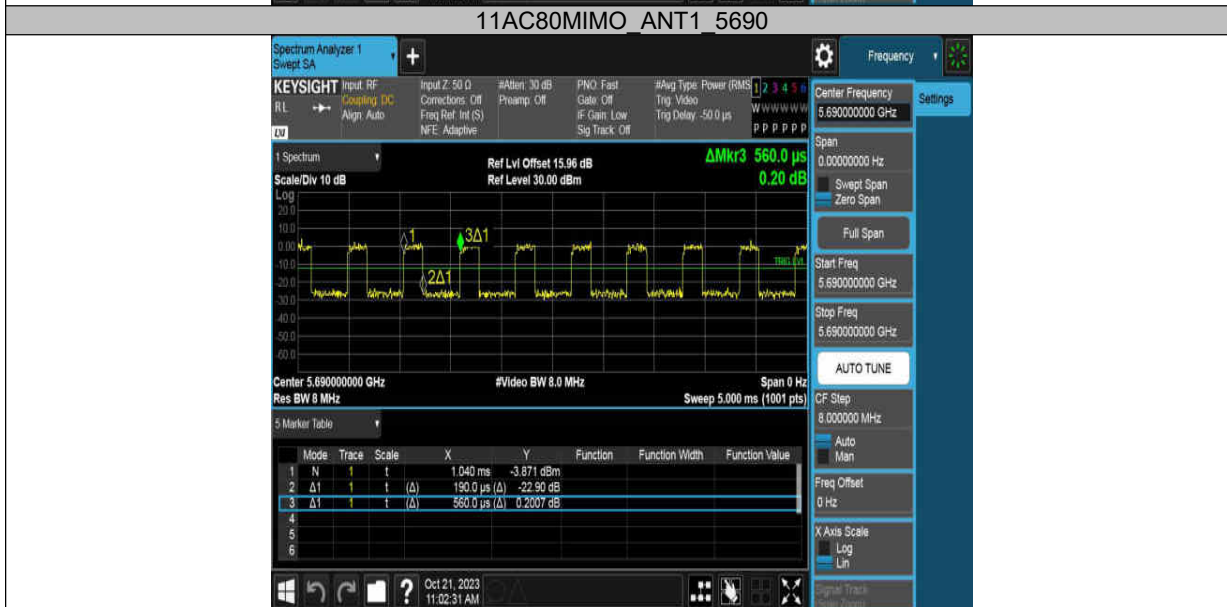 11AC80MIMO_ANT1_5690
Spectrum Analyzer 1
Swept SA
+
Frequency
KEYSIGHT
RL
LXI
Input: RF
Coupling: DC
Align: Auto
Input Z: 50 Ω
Corrections: Off
Freq Ref: Int (S)
NFE: Adaptive
#Atten: 30 dB
Preamp: Off
PNO: Fast
Gate: Off
IF Gain: Low
Sig Track: Off
#Avg Type: Power (RMS
Trig: Video
Trig Delay: -50.0 µs
1 2 3 4 5 6
W W W W W W
P P P P P P
Center Frequency
5.690000000 GHz
Settings
Span
0.00000000 Hz
Swept Span
Zero Span
Full Span
Start Freq
5.690000000 GHz
Stop Freq
5.690000000 GHz
AUTO TUNE
CF Step
8.000000 MHz
Auto
Man
Freq Offset
0 Hz
X Axis Scale
Log
Lin
Signal Track
(Span Zoom)
1 Spectrum
Scale/Div 10 dB
Ref Lvl Offset 15.96 dB
Ref Level 30.00 dBm
ΔMkr3 560.0 µs
0.20 dB
Log
20.0
10.0
0.00
-10.0
-20.0
-30.0
-40.0
-50.0
-60.0
1
2Δ1
3Δ1
TRIG LVL
Center 5.690000000 GHz
#Video BW 8.0 MHz
Span 0 Hz
Res BW 8 MHz
Sweep 5.000 ms (1001 pts)
5 Marker Table
Mode Trace Scale X Y Function Function Width Function Value
1 N 1 t 1.040 ms -3.871 dBm
2 Δ1 1 t (Δ) 190.0 µs (Δ) -22.90 dB
3 Δ1 1 t (Δ) 560.0 µs (Δ) 0.2007 dB
4
5
6
?
Oct 21, 2023
11:02:31 AM